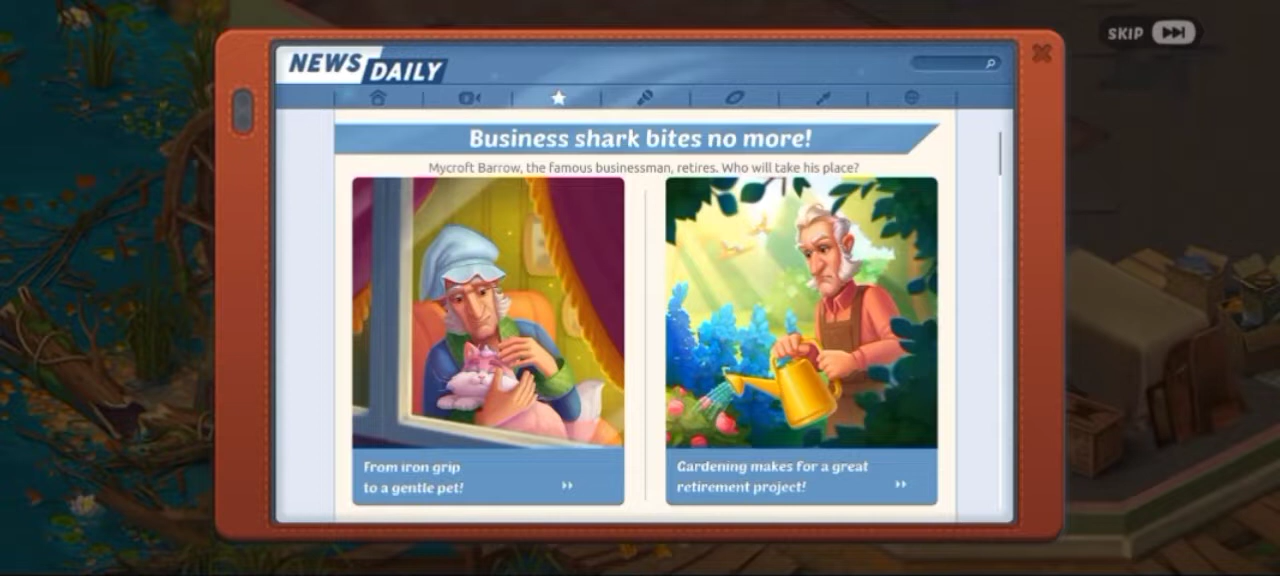 SKIP
NEWS
DAILY
Business shark bites no more!
Mycroft Barrow, the famous businessman, retires. Who will take his place?
From iron grip
to a gentle pet!
Gardening makes for a great
retirement project!